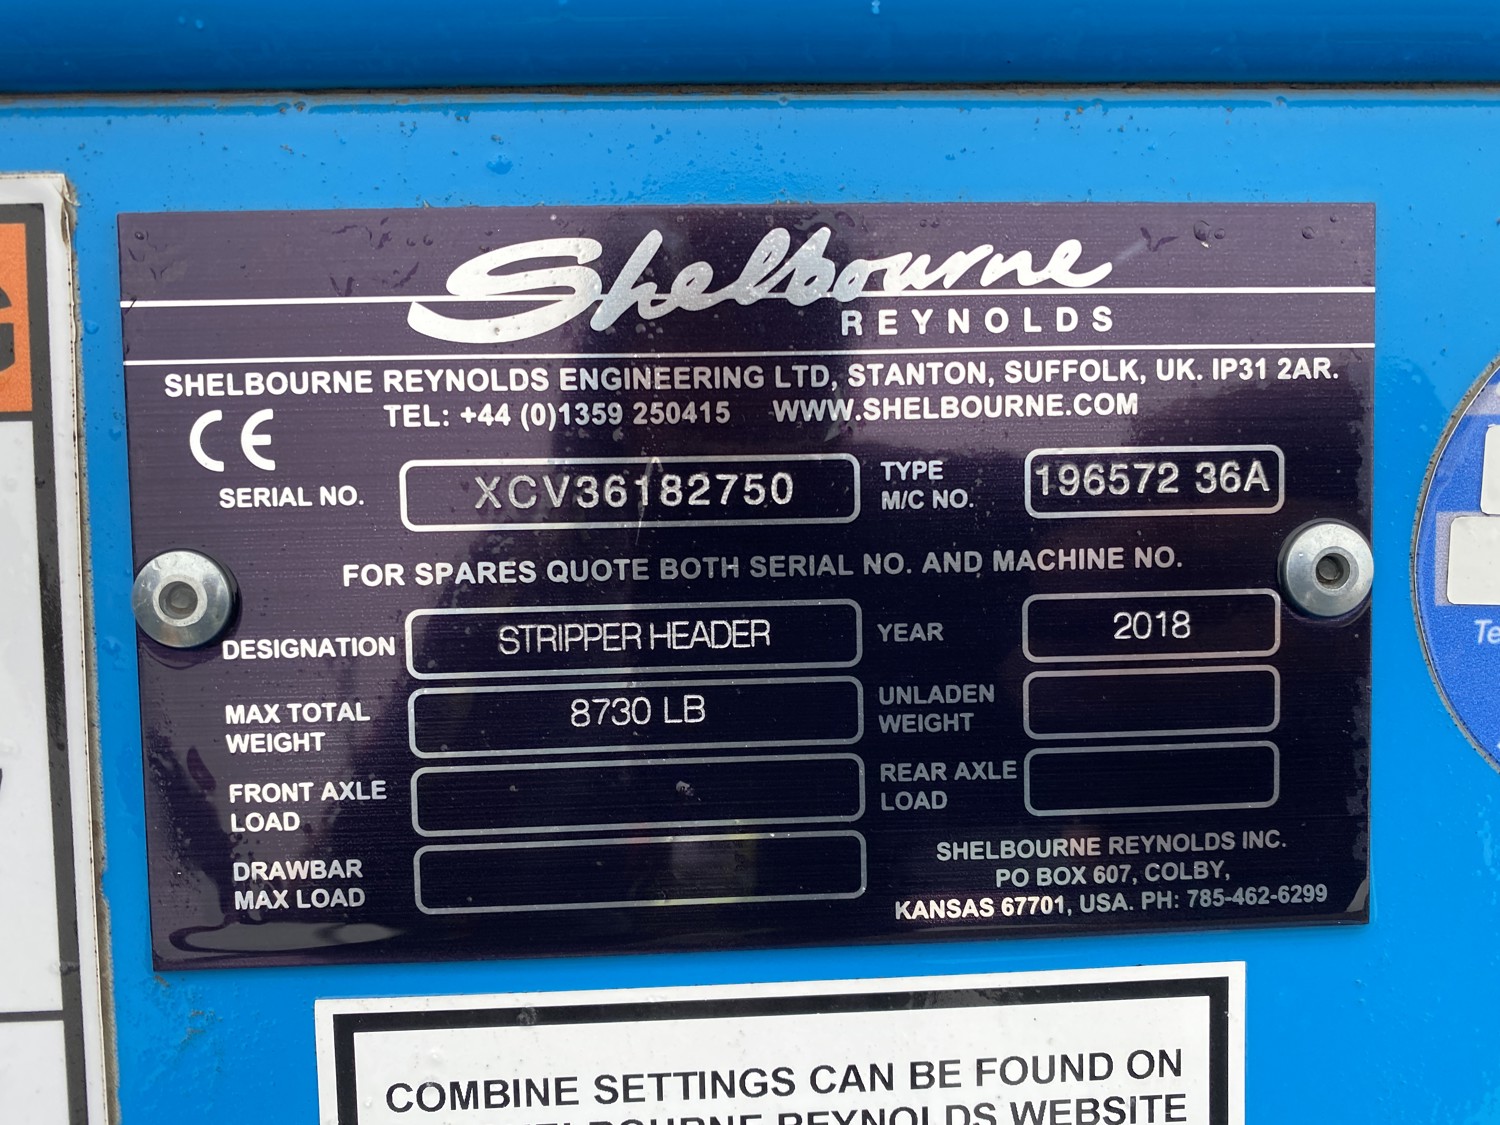 Shelbourne
REYNOLDS
SHELBOURNE REYNOLDS ENGINEERING LTD, STANTON, SUFFOLK, UK. IP31 2AR.
TEL: +44 (0)1359 250415 WWW.SHELBOURNE.COM
CE
SERIAL NO. XCV36182750 TYPE M/C NO. 196572 36A
FOR SPARES QUOTE BOTH SERIAL NO. AND MACHINE NO.
DESIGNATION STRIPPER HEADER YEAR 2018
MAX TOTAL WEIGHT 8730 LB UNLADEN WEIGHT
FRONT AXLE LOAD REAR AXLE LOAD
DRAWBAR MAX LOAD
SHELBOURNE REYNOLDS INC.
PO BOX 607, COLBY,
KANSAS 67701, USA. PH: 785-462-6299
COMBINE SETTINGS CAN BE FOUND ON
REYNOLDS WEBSITE